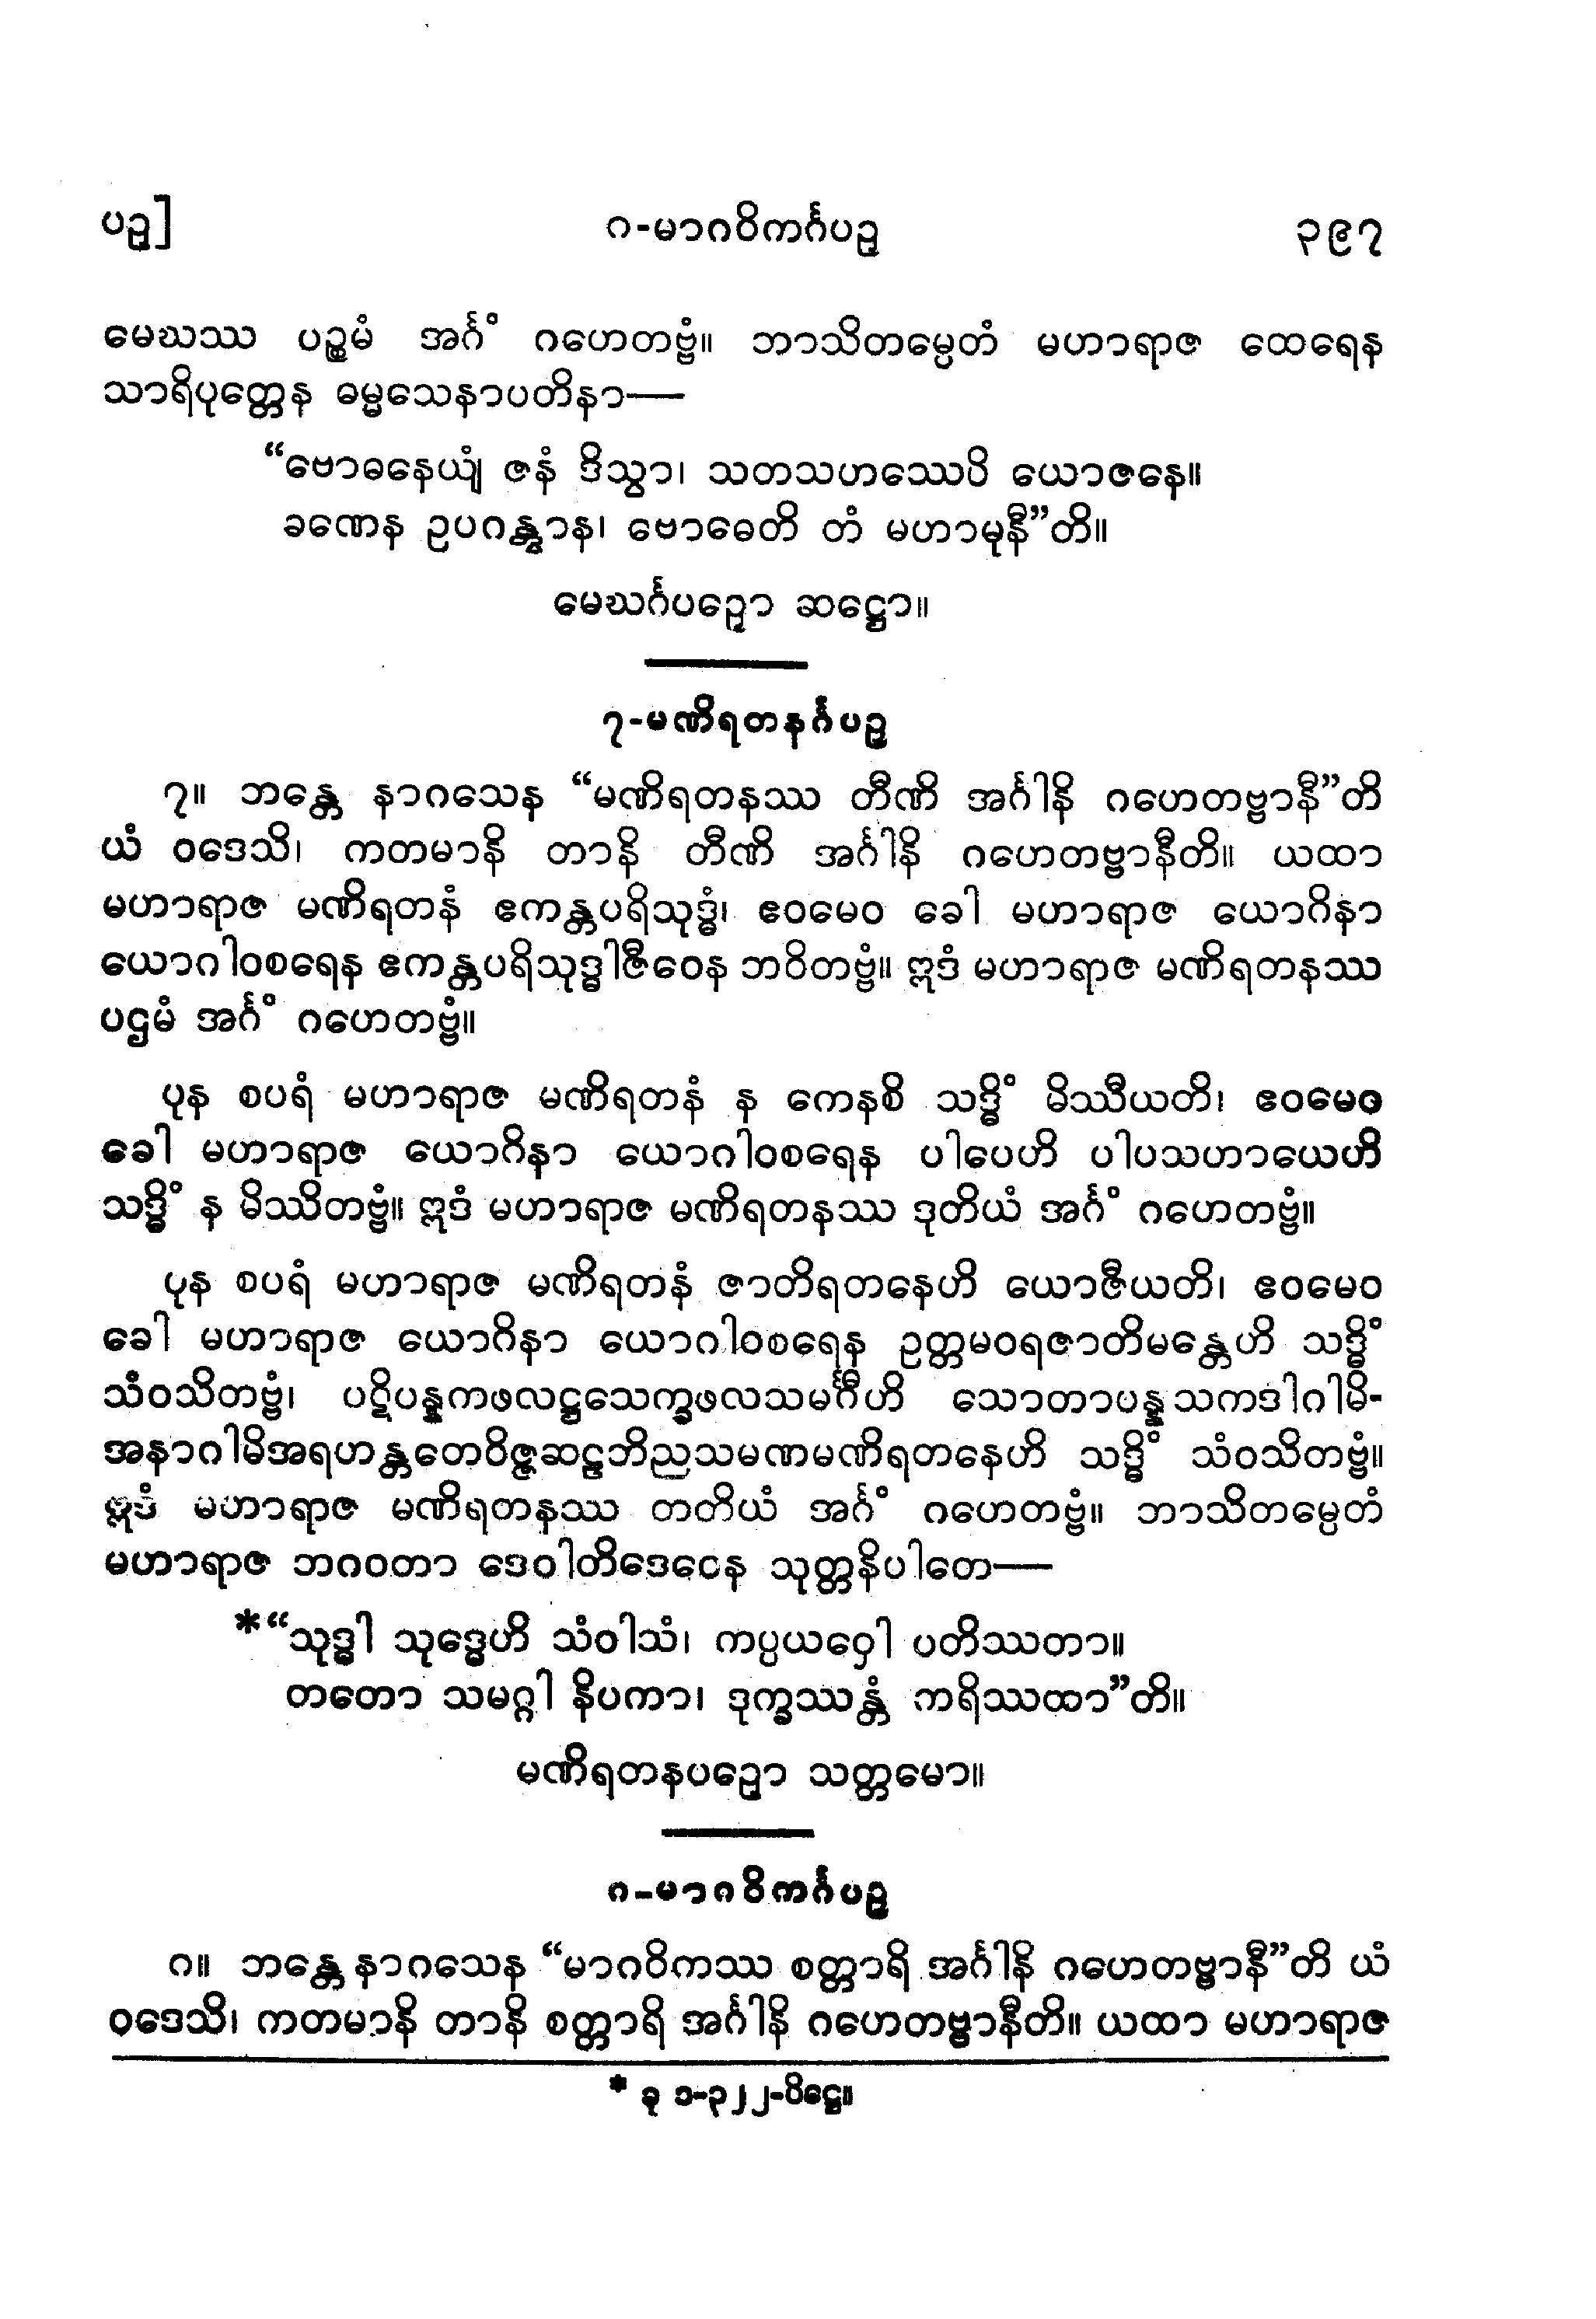 ပဥှ]
ဂ-မာဂဝိကင်္ဂပဥှ
၃၉၇
မေဃဿ ပဉ္စမံ အင်္ဂံ ဂဟေတဗ္ဗံ။ ဘာသိတမ္ပေတံ မဟာရာဇ ထေရေန
သာရိပုတ္တေန ဓမ္မသေနာပတိနာ—
“ဗောဓနေယျံ ဇနံ ဒိသွာ၊ သတသဟဿေပိ ယောဇနေ။
ခဏေန ဥပဂန္တွာန၊ ဗောဓေတိ တံ မဟာမုနီ”တိ။
မေဃင်္ဂပဉှော ဆဋ္ဌော။
၇-မဏိရတနင်္ဂပဥှ
၇။ ဘန္တေ နာဂသေန “မဏိရတနဿ တီဏိ အင်္ဂါနိ ဂဟေတဗ္ဗာနီ”တိ
ယံ ဝဒေသိ၊ ကတမာနိ တာနိ တီဏိ အင်္ဂါနိ ဂဟေတဗ္ဗာနီတိ။ ယထာ
မဟာရာဇ မဏိရတနံ ဧကန္တပရိသုဒ္ဓံ၊ ဧဝမေဝ ခေါ မဟာရာဇ ယောဂိနာ
ယောဂါဝစရေန ဧကန္တပရိသုဒ္ဓါဇီဝေန ဘဝိတဗ္ဗံ။ ဣဒံ မဟာရာဇ မဏိရတနဿ
ပဌမံ အင်္ဂံ ဂဟေတဗ္ဗံ။
ပုန စပရံ မဟာရာဇ မဏိရတနံ န ကေနစိ သဒ္ဓိံ မိဿီယတိ၊ ဧဝမေဝ
ခေါ မဟာရာဇ ယောဂိနာ ယောဂါဝစရေန ပါပေဟိ ပါပသဟာယေဟိ
သဒ္ဓိံ န မိဿိတဗ္ဗံ။ ဣဒံ မဟာရာဇ မဏိရတနဿ ဒုတိယံ အင်္ဂံ ဂဟေတဗ္ဗံ။
ပုန စပရံ မဟာရာဇ မဏိရတနံ ဇာတိရတနေဟိ ယောဇီယတိ၊ ဧဝမေဝ
ခေါ မဟာရာဇ ယောဂိနာ ယောဂါဝစရေန ဥတ္တမဝရဇာတိမန္တေဟိ သဒ္ဓိံ
သံဝသိတဗ္ဗံ၊ ပဋိပန္နကဖလဋ္ဌသေက္ခဖလသမင်္ဂီဟိ သောတာပန္နသကဒါဂါမိ-
အနာဂါမိအရဟန္တတေဝိဇ္ဇဆဠဘိညသမဏမဏိရတနေဟိ သဒ္ဓိံ သံဝသိတဗ္ဗံ။
ဣဒံ မဟာရာဇ မဏိရတနဿ တတိယံ အင်္ဂံ ဂဟေတဗ္ဗံ။ ဘာသိတမ္ပေတံ
မဟာရာဇ ဘဂဝတာ ဒေဝါတိဒေဝေန သုတ္တနိပါတေ—
*“သုဒ္ဓါ သုဒ္ဓေဟိ သံဝါသံ၊ ကပ္ပယဝှေါ ပတိဿတာ။
တတော သမဂ္ဂါ နိပကာ၊ ဒုက္ခဿန္တံ ကရိဿထာ”တိ။
မဏိရတနပဉှော သတ္တမော။
ဂ-မာဂဝိကင်္ဂပဥှ
ဂ။ ဘန္တေ နာဂသေန “မာဂဝိကဿ စတ္တာရိ အင်္ဂါနိ ဂဟေတဗ္ဗာနီ”တိ ယံ
ဝဒေသိ၊ ကတမာနိ တာနိ စတ္တာရိ အင်္ဂါနိ ဂဟေတဗ္ဗာနီတိ။ ယထာ မဟာရာဇ
* ခု ၁-၃၂၂-ပိဋ္ဌေ။